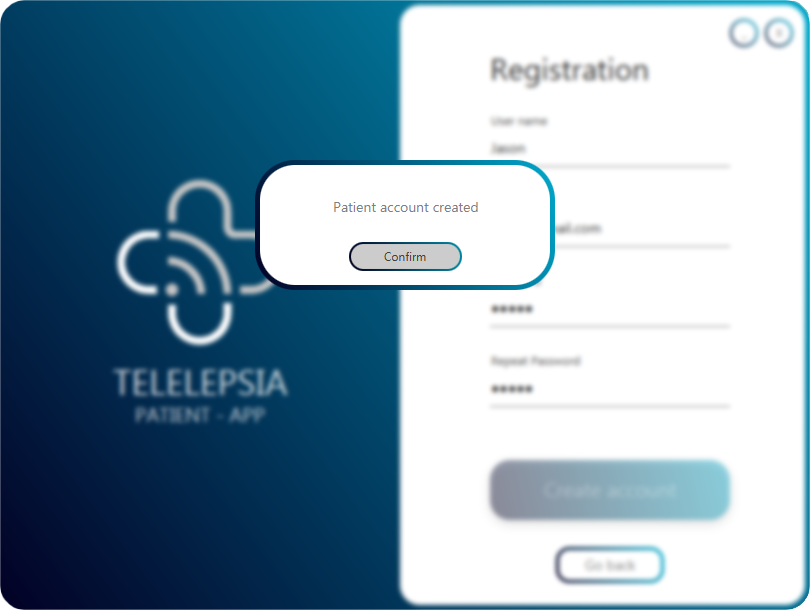 Registration
User name
Jason
Patient account created
ail.com
Confirm
•••••
Repeat Password
•••••
TELELEPSIA
PATIENT - APP
Create account
Go back